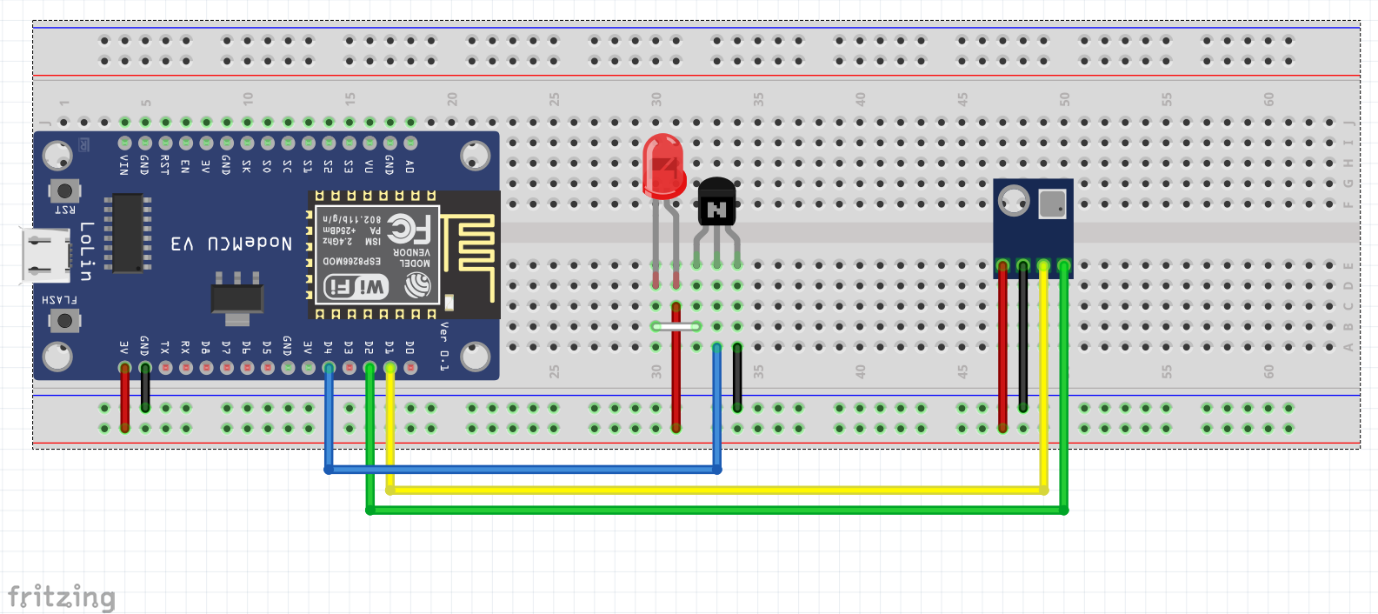 1 5 10 15 20 25 30 35 40 45 50 55 60
J J
I
H
G
F
VIN GND RST EN 3V GND SK SO SC S1 S2 S3 VU GND A0
RST
LoLin
NodeMCU V3
802.11b/g/n
+25dBm
PA
2.4Ghz
ISM
FC
VENDOR
ESP8266MOD
MODEL
WiFi
N
FLASH
3V GND TX RX D8 D7 D6 D5 GND 3V D4 D3 D2 D1 D0
Ver 0.1
E
D
C
B
A
30 35 40 45 50 55 60
25
fritzing